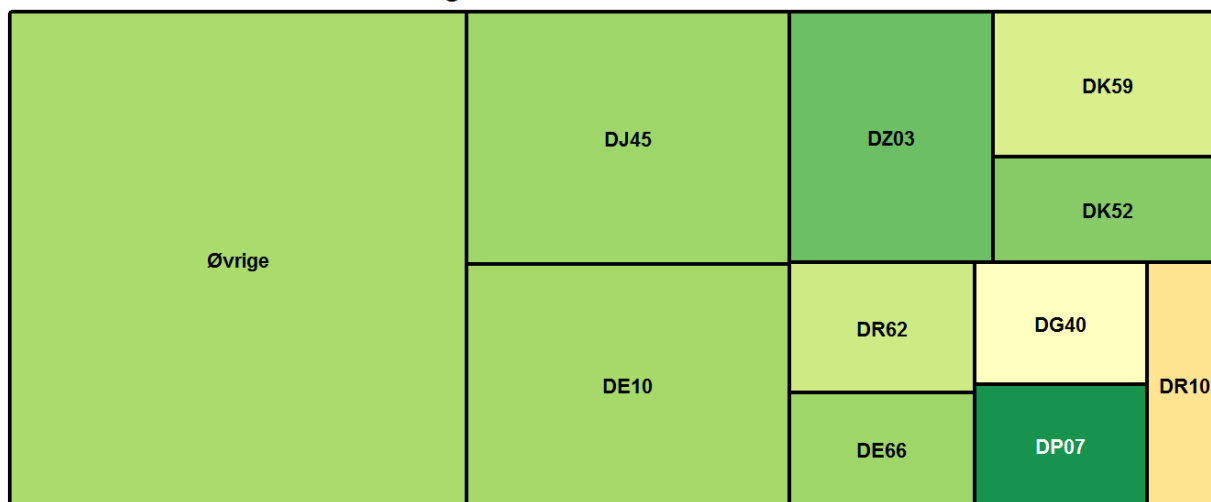 Øvrige
DJ45
DE10
DZ03
DK59
DK52
DR62
DE66
DG40
DP07
DR10